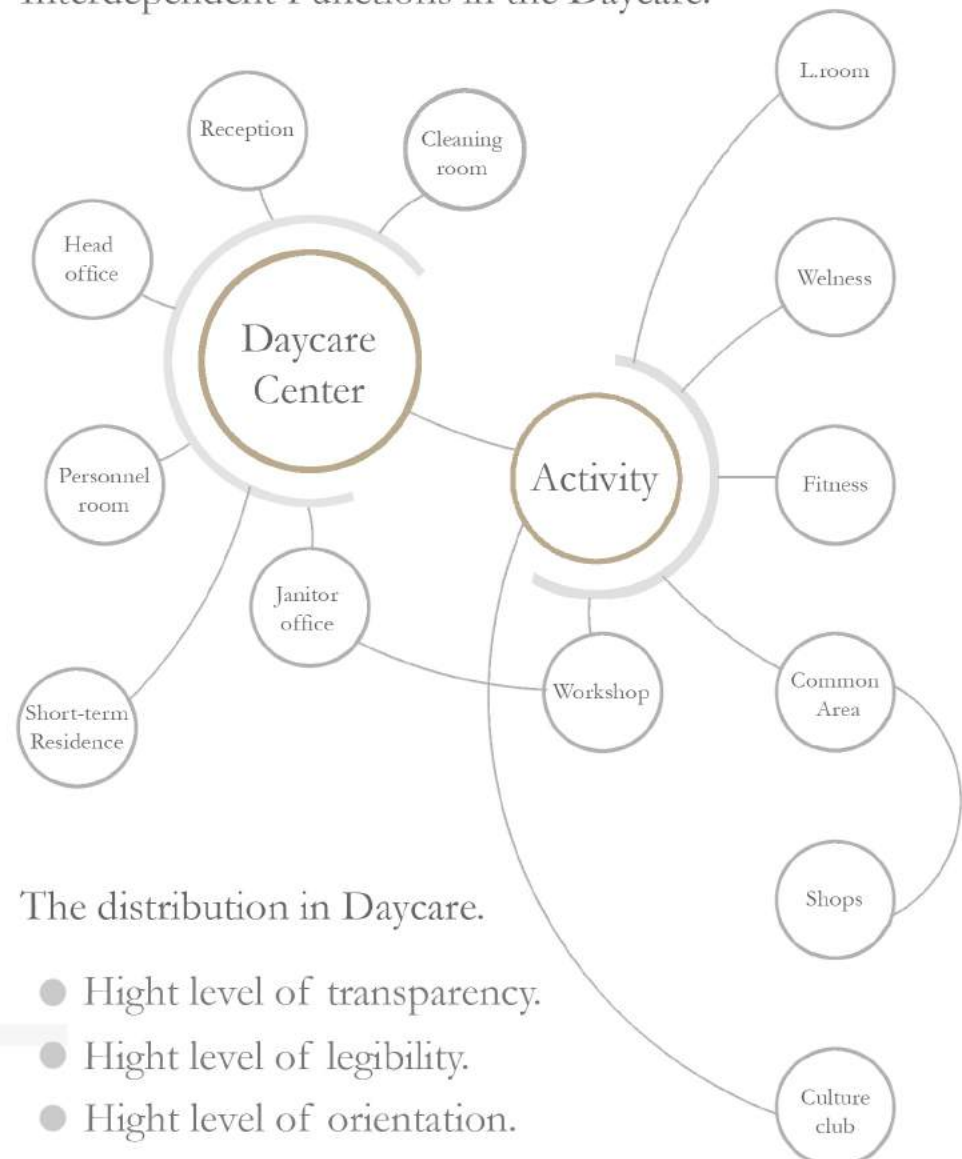 Interdependent Functions in the Daycare.
L.room
Reception
Cleaning
room
Head
office
Welness
Daycare
Center
Activity
Personnel
room
Fitness
Janitor
office
Workshop
Common
Area
Short-term
Residence
Shops
The distribution in Daycare.
Hight level of transparency.
Hight level of legibility.
Hight level of orientation.
Culture
club